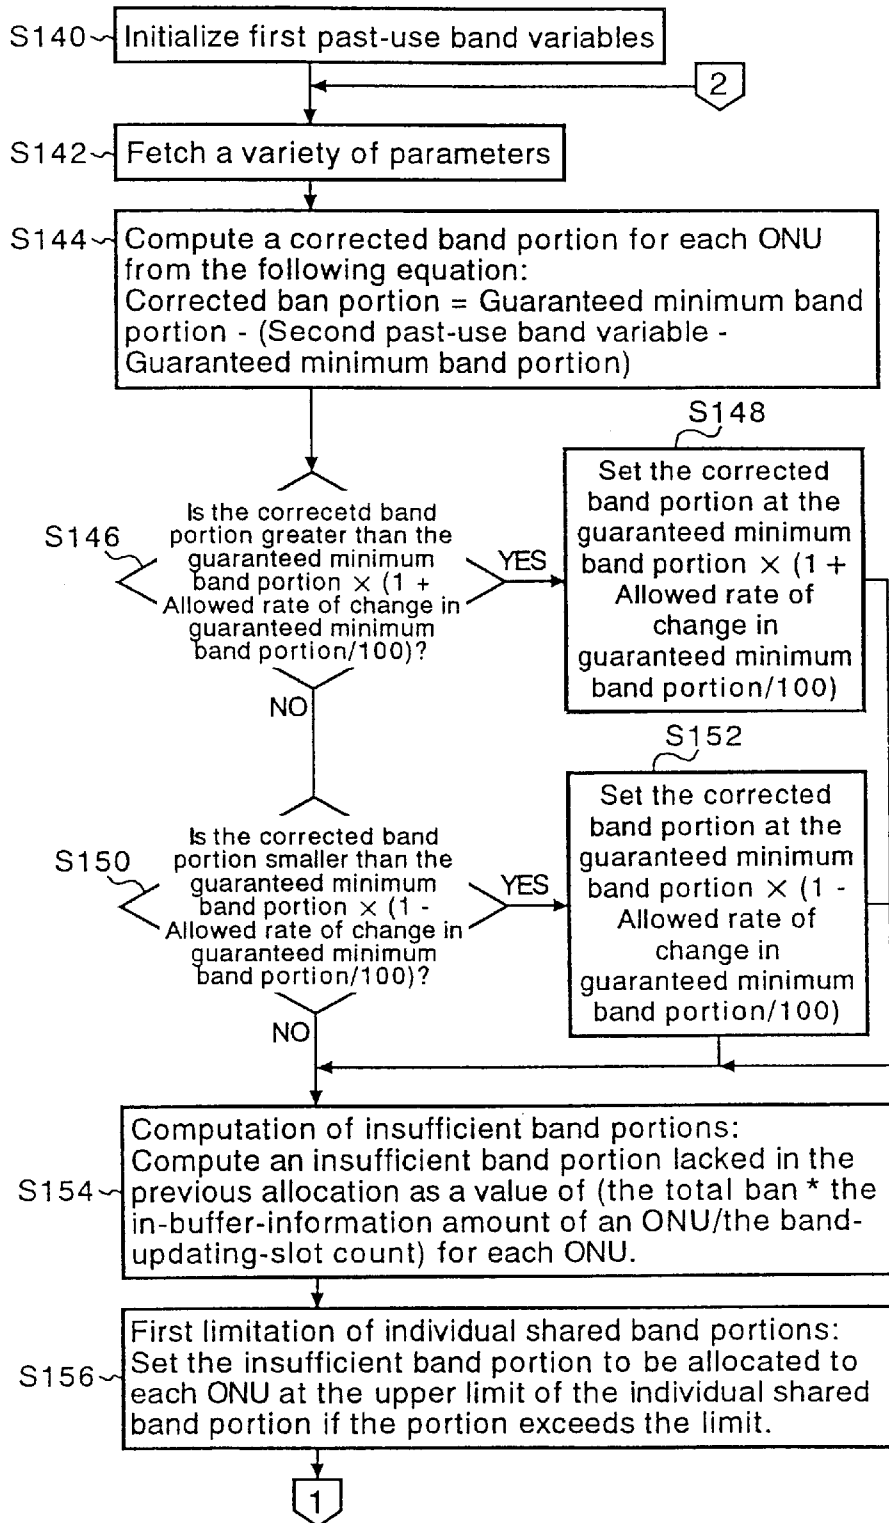 S140
Initialize first past-use band variables
2
S142
Fetch a variety of parameters
S144
Compute a corrected band portion for each ONU
from the following equation:
Corrected ban portion = Guaranteed minimum band
portion - (Second past-use band variable -
Guaranteed minimum band portion)
S146
Is the correcetd band
portion greater than the
guaranteed minimum
band portion × (1 +
Allowed rate of change in
guaranteed minimum
band portion/100)?
YES
NO
S148
Set the corrected
band portion at the
guaranteed minimum
band portion × (1 +
Allowed rate of
change in
guaranteed minimum
band portion/100)
S150
Is the corrected band
portion smaller than the
guaranteed minimum
band portion × (1 -
Allowed rate of change in
guaranteed minimum
band portion/100)?
YES
NO
S152
Set the corrected
band portion at the
guaranteed minimum
band portion × (1 -
Allowed rate of
change in
guaranteed minimum
band portion/100)
S154
Computation of insufficient band portions:
Compute an insufficient band portion lacked in the
previous allocation as a value of (the total ban * the
in-buffer-information amount of an ONU/the band-
updating-slot count) for each ONU.
S156
First limitation of individual shared band portions:
Set the insufficient band portion to be allocated to
each ONU at the upper limit of the individual shared
band portion if the portion exceeds the limit.
1